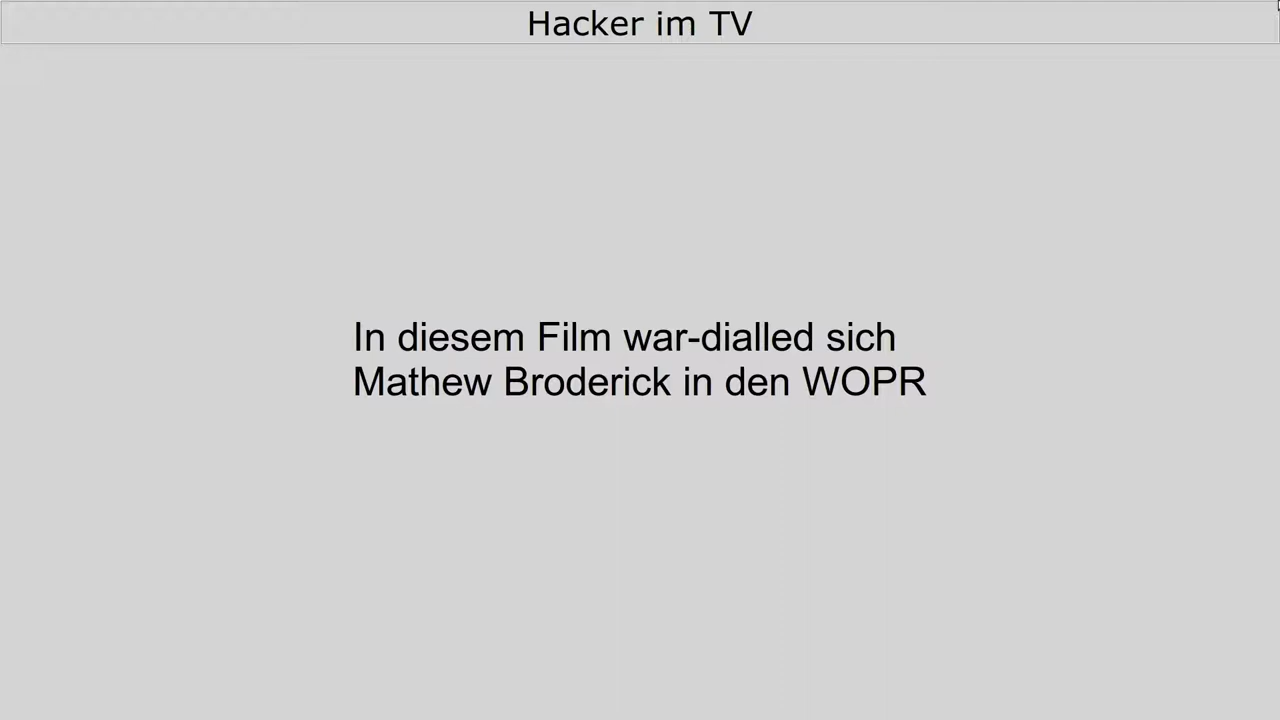 Hacker im TV
In diesem Film war-dialled sich
Mathew Broderick in den WOPR